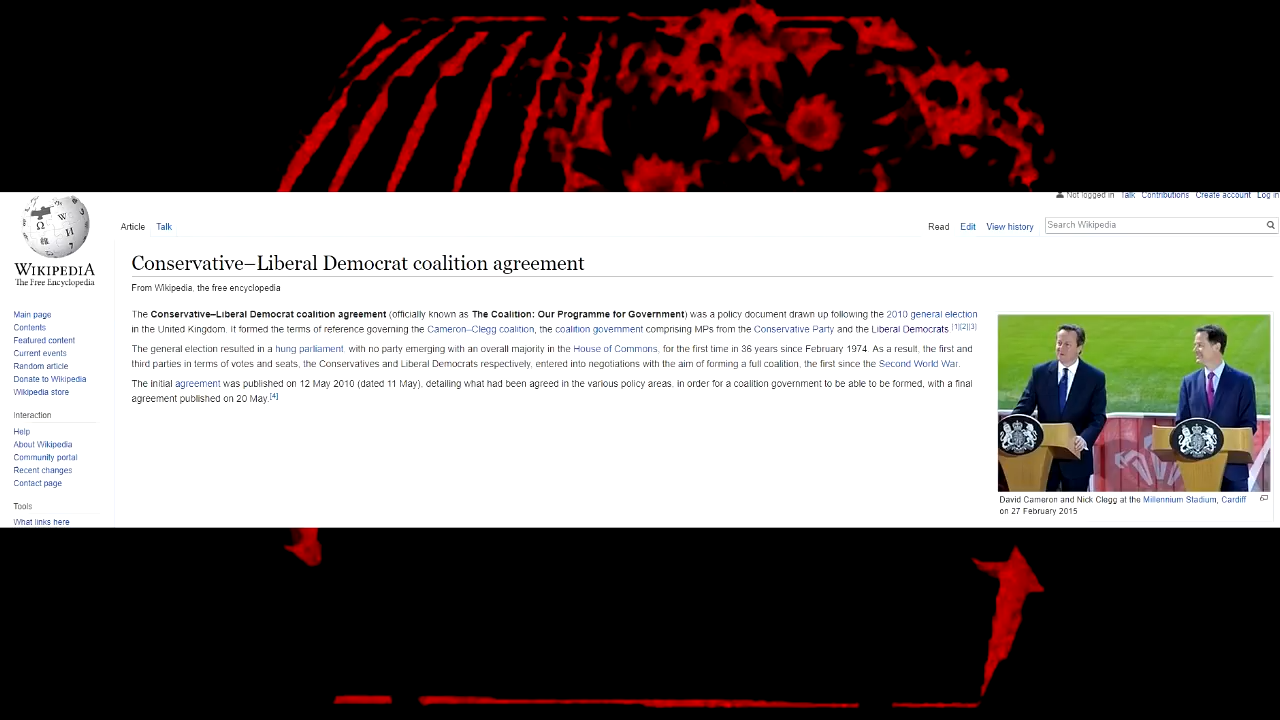 Not logged in Talk Contributions Create account Log in
Article Talk Read Edit View history Search Wikipedia
WIKIPEDIA
The Free Encyclopedia
Conservative–Liberal Democrat coalition agreement
From Wikipedia, the free encyclopedia
The Conservative–Liberal Democrat coalition agreement (officially known as The Coalition: Our Programme for Government) was a policy document drawn up following the 2010 general election
in the United Kingdom. It formed the terms of reference governing the Cameron–Clegg coalition, the coalition government comprising MPs from the Conservative Party and the Liberal Democrats.[1][2][3]
The general election resulted in a hung parliament, with no party emerging with an overall majority in the House of Commons, for the first time in 36 years since February 1974. As a result, the first and
third parties in terms of votes and seats, the Conservatives and Liberal Democrats respectively, entered into negotiations with the aim of forming a full coalition, the first since the Second World War.
The initial agreement was published on 12 May 2010 (dated 11 May), detailing what had been agreed in the various policy areas, in order for a coalition government to be able to be formed, with a final
agreement published on 20 May.[4]
David Cameron and Nick Clegg at the Millennium Stadium, Cardiff
on 27 February 2015
Main page
Contents
Featured content
Current events
Random article
Donate to Wikipedia
Wikipedia store
Interaction
Help
About Wikipedia
Community portal
Recent changes
Contact page
Tools
What links here